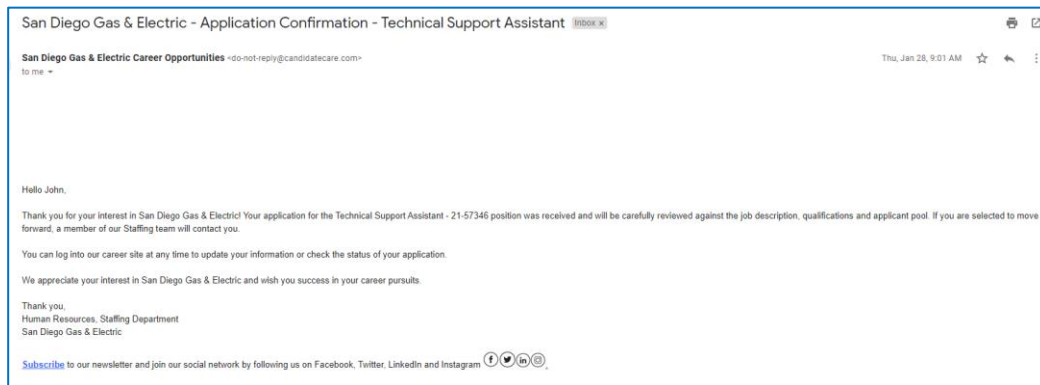 San Diego Gas & Electric - Application Confirmation - Technical Support Assistant Inbox x
San Diego Gas & Electric Career Opportunities <do-not-reply@candidatecare.com>
Thu, Jan 28, 9:01 AM
to me
Hello John,
Thank you for your interest in San Diego Gas & Electric! Your application for the Technical Support Assistant - 21-57346 position was received and will be carefully reviewed against the job description, qualifications and applicant pool. If you are selected to move
forward, a member of our Staffing team will contact you.
You can log into our career site at any time to update your information or check the status of your application.
We appreciate your interest in San Diego Gas & Electric and wish you success in your career pursuits.
Thank you,
Human Resources, Staffing Department
San Diego Gas & Electric
Subscribe to our newsletter and join our social network by following us on Facebook, Twitter, LinkedIn and Instagram